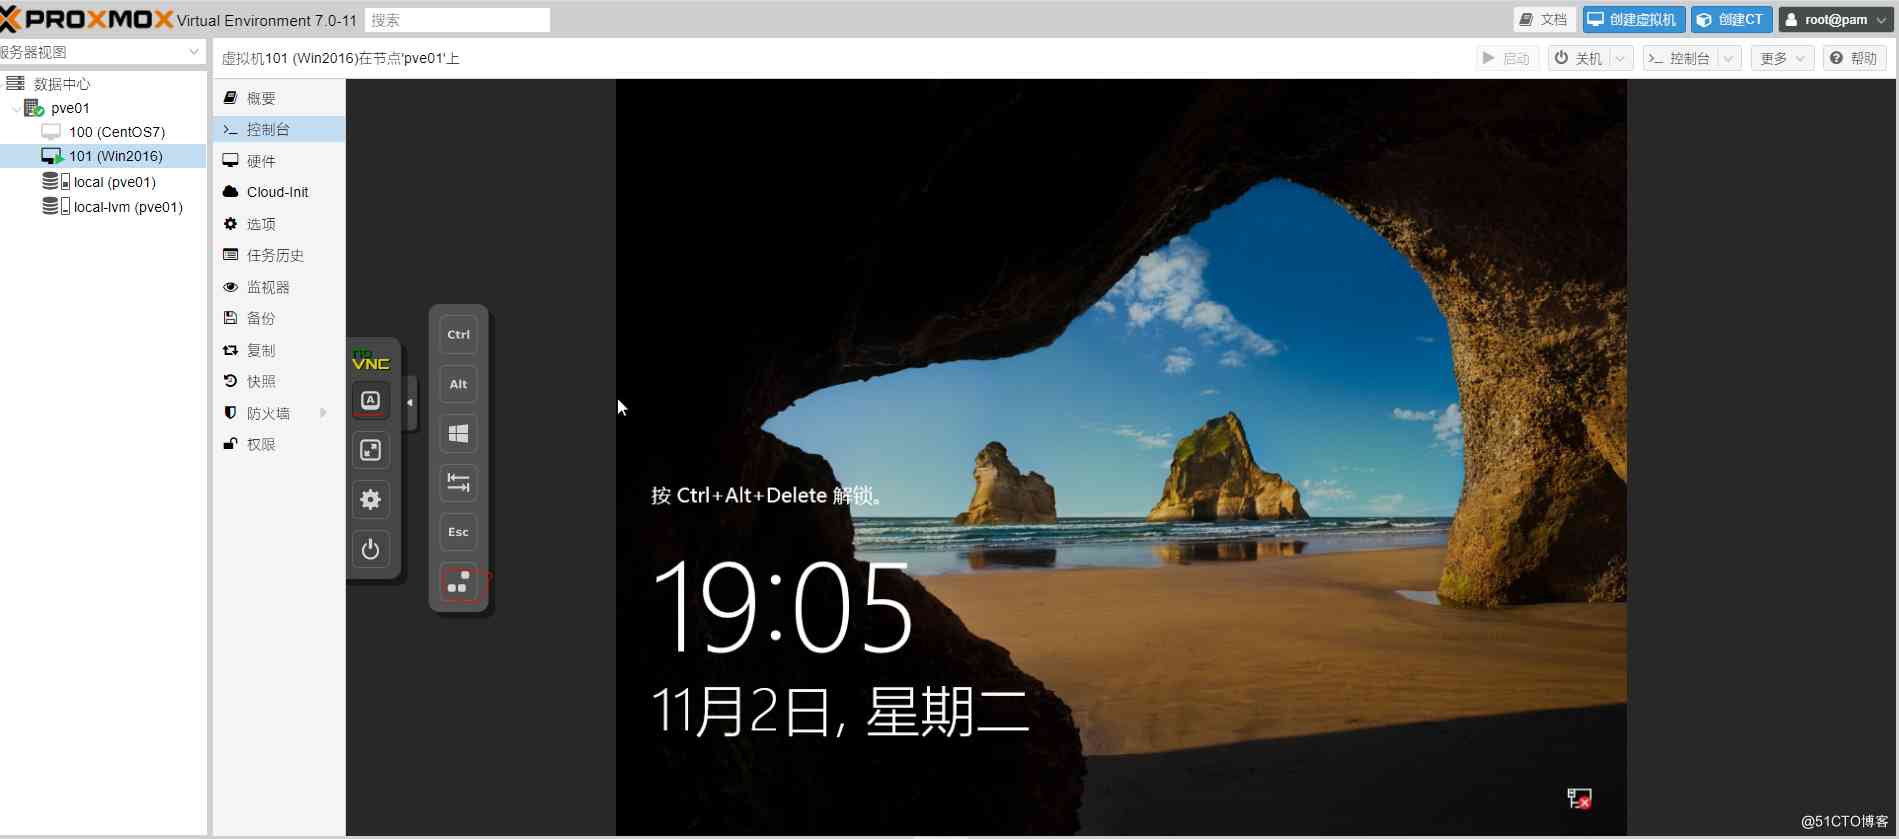 PROXMOX Virtual Environment 7.0-11 搜索 文档 创建虚拟机 创建CT root@pam
服务器视图
虚拟机101 (Win2016)在节点'pve01'上 启动 关机 控制台 更多 帮助
数据中心
pve01
100 (CentOS7)
101 (Win2016)
local (pve01)
local-lvm (pve01)
概要
控制台
硬件
Cloud-Init
选项
任务历史
监视器
备份
复制
快照
防火墙
权限
no
VNC
A
Ctrl
Alt
Esc
按 Ctrl+Alt+Delete 解锁。
19:05
11月2日, 星期二
@51CTO博客